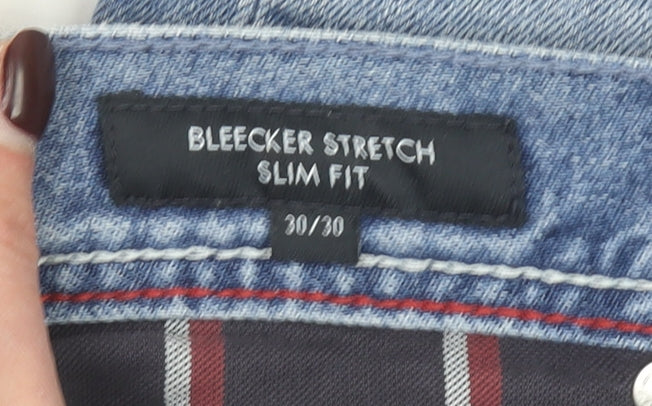 BLEECKER STRETCH
SLIM FIT
30/30